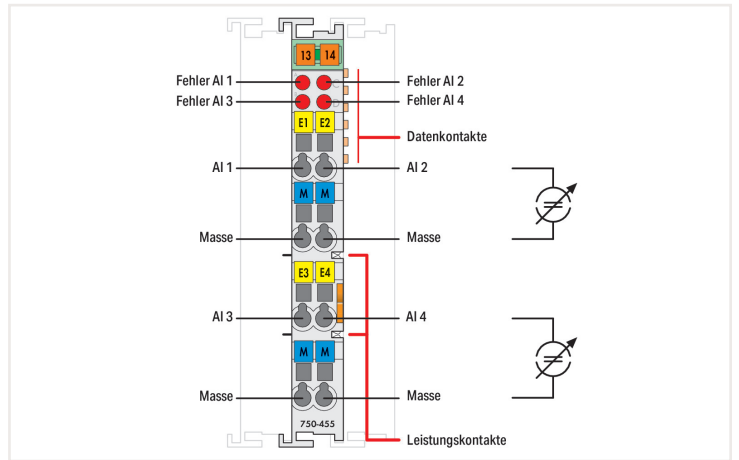 13 14
Fehler AI 1
Fehler AI 2
Fehler AI 3
Fehler AI 4
E1 E2
Datenkontakte
AI 1
AI 2
M M
Masse
Masse
E3 E4
AI 3
AI 4
M M
Masse
Masse
750-455
Leistungskontakte